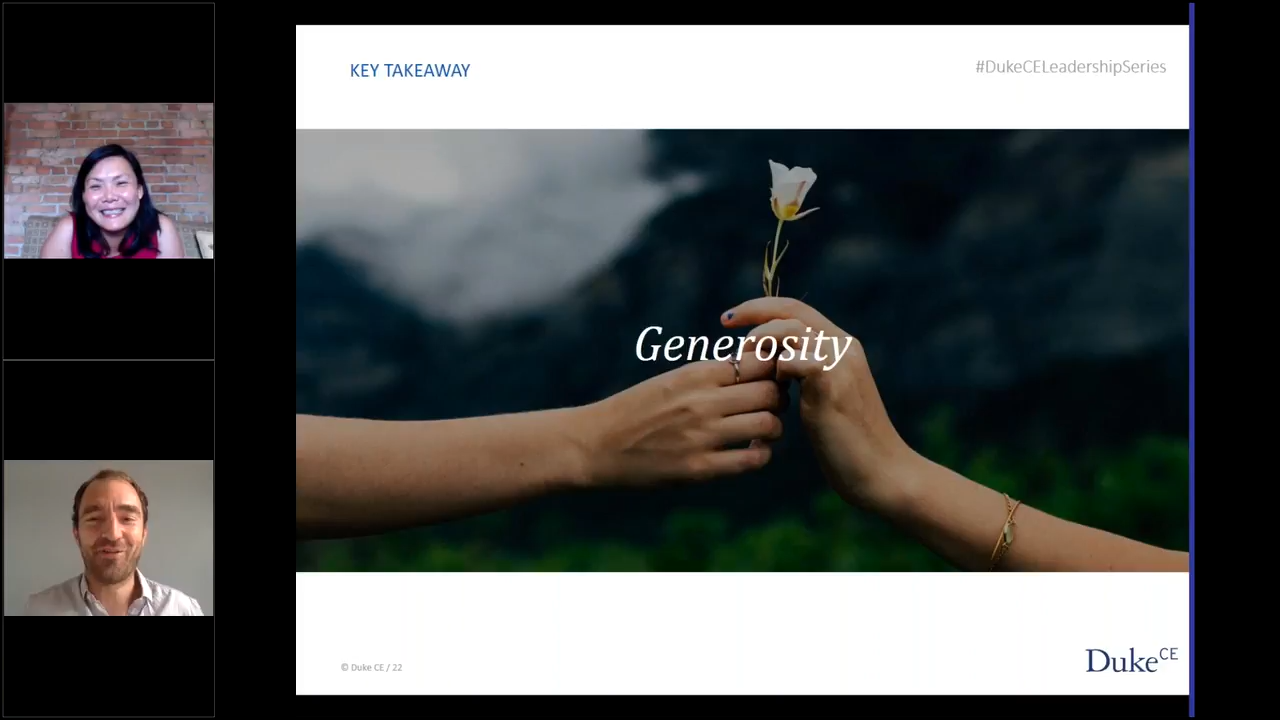 KEY TAKEAWAY
#DukeCELeadershipSeries
Generosity
© Duke CE / 22
DukeCE